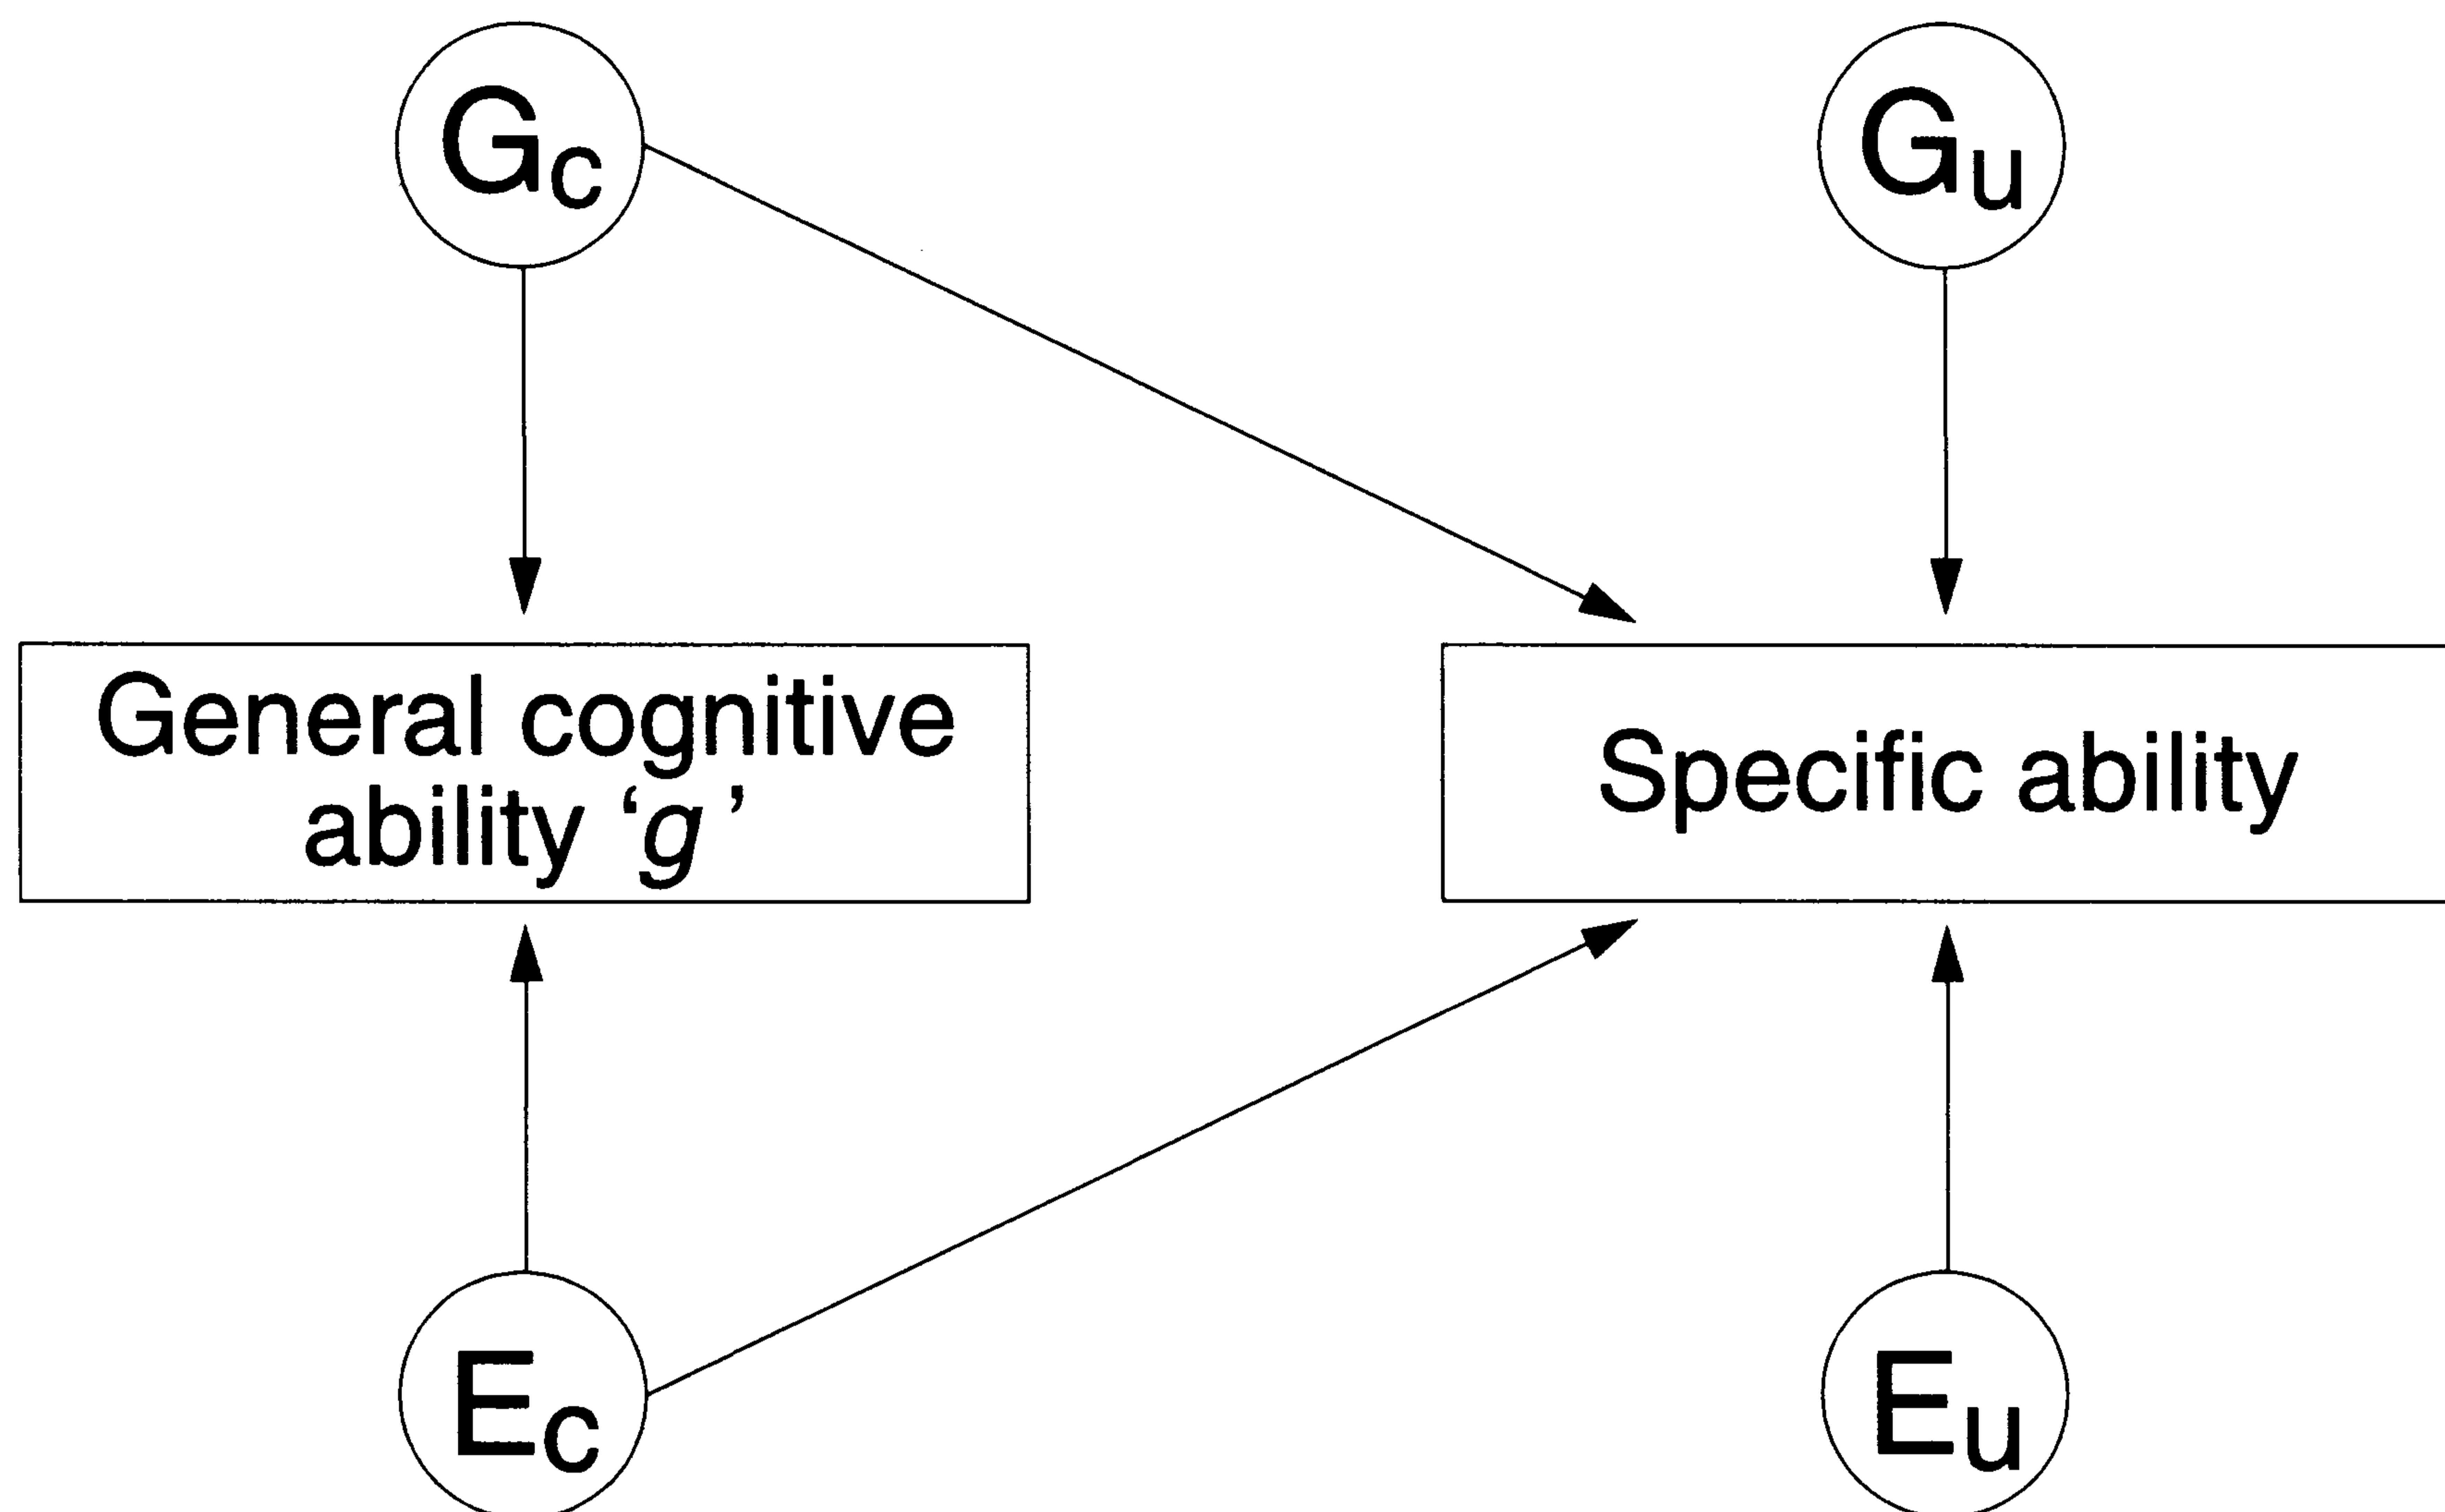 Gc
Gu
General cognitive
ability ‘g’
Specific ability
Ec
Eu